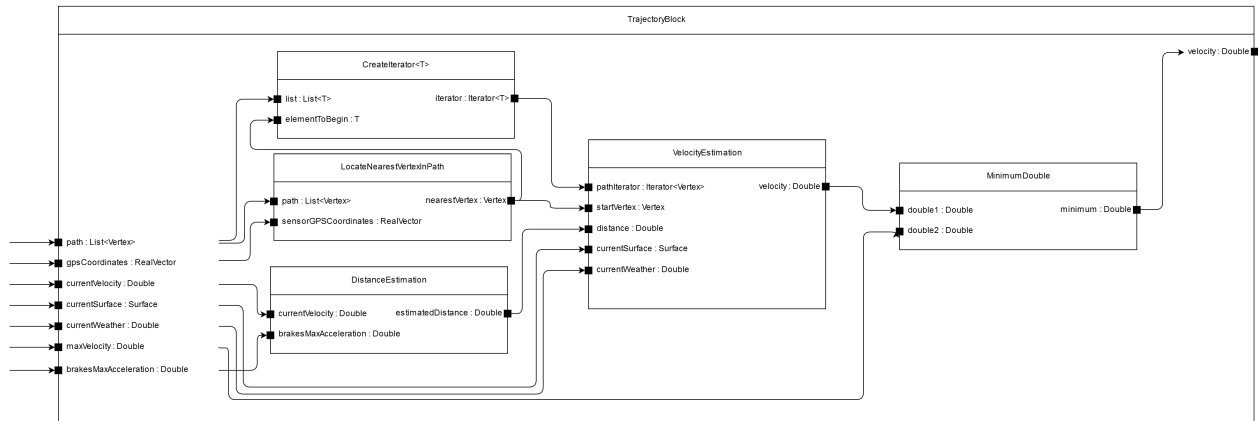 TrajectoryBlock
velocity : Double
CreateIterator<T>
list : List<T>
iterator : Iterator<T>
elementToBegin : T
LocateNearestVertexInPath
path : List<Vertex>
nearestVertex : Vertex
sensorGPSCoordinates : RealVector
DistanceEstimation
currentVelocity : Double
estimatedDistance : Double
brakesMaxAcceleration : Double
VelocityEstimation
pathIterator : Iterator<Vertex>
velocity : Double
startVertex : Vertex
distance : Double
currentSurface : Surface
currentWeather : Double
MinimumDouble
double1 : Double
minimum : Double
double2 : Double
path : List<Vertex>
gpsCoordinates : RealVector
currentVelocity : Double
currentSurface : Surface
currentWeather : Double
maxVelocity : Double
brakesMaxAcceleration : Double